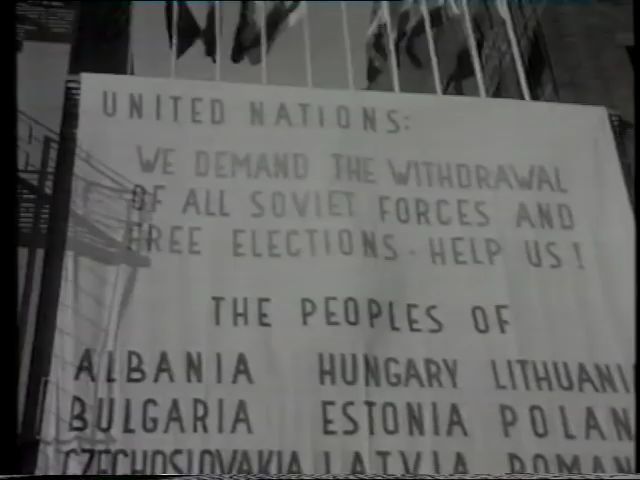 UNITED NATIONS:
WE DEMAND THE WITHDRAWAL
OF ALL SOVIET FORCES AND
FREE ELECTIONS - HELP US!
THE PEOPLES OF
ALBANIA HUNGARY LITHUANI
BULGARIA ESTONIA POLAN
CZECHOSLOVAKIA LATVIA ROMAN